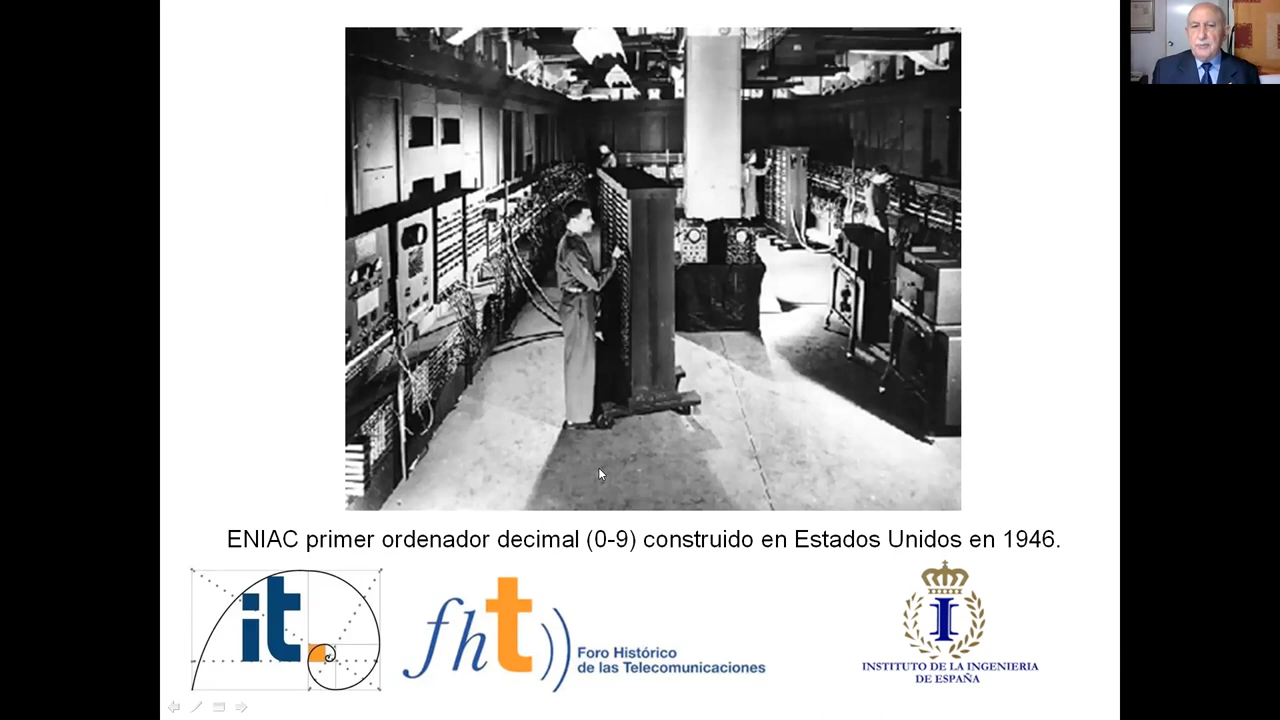 ENIAC primer ordenador decimal (0-9) construido en Estados Unidos en 1946.
it
fht
Foro Histórico
de las Telecomunicaciones
I
INSTITUTO DE LA INGENIERIA
DE ESPAÑA